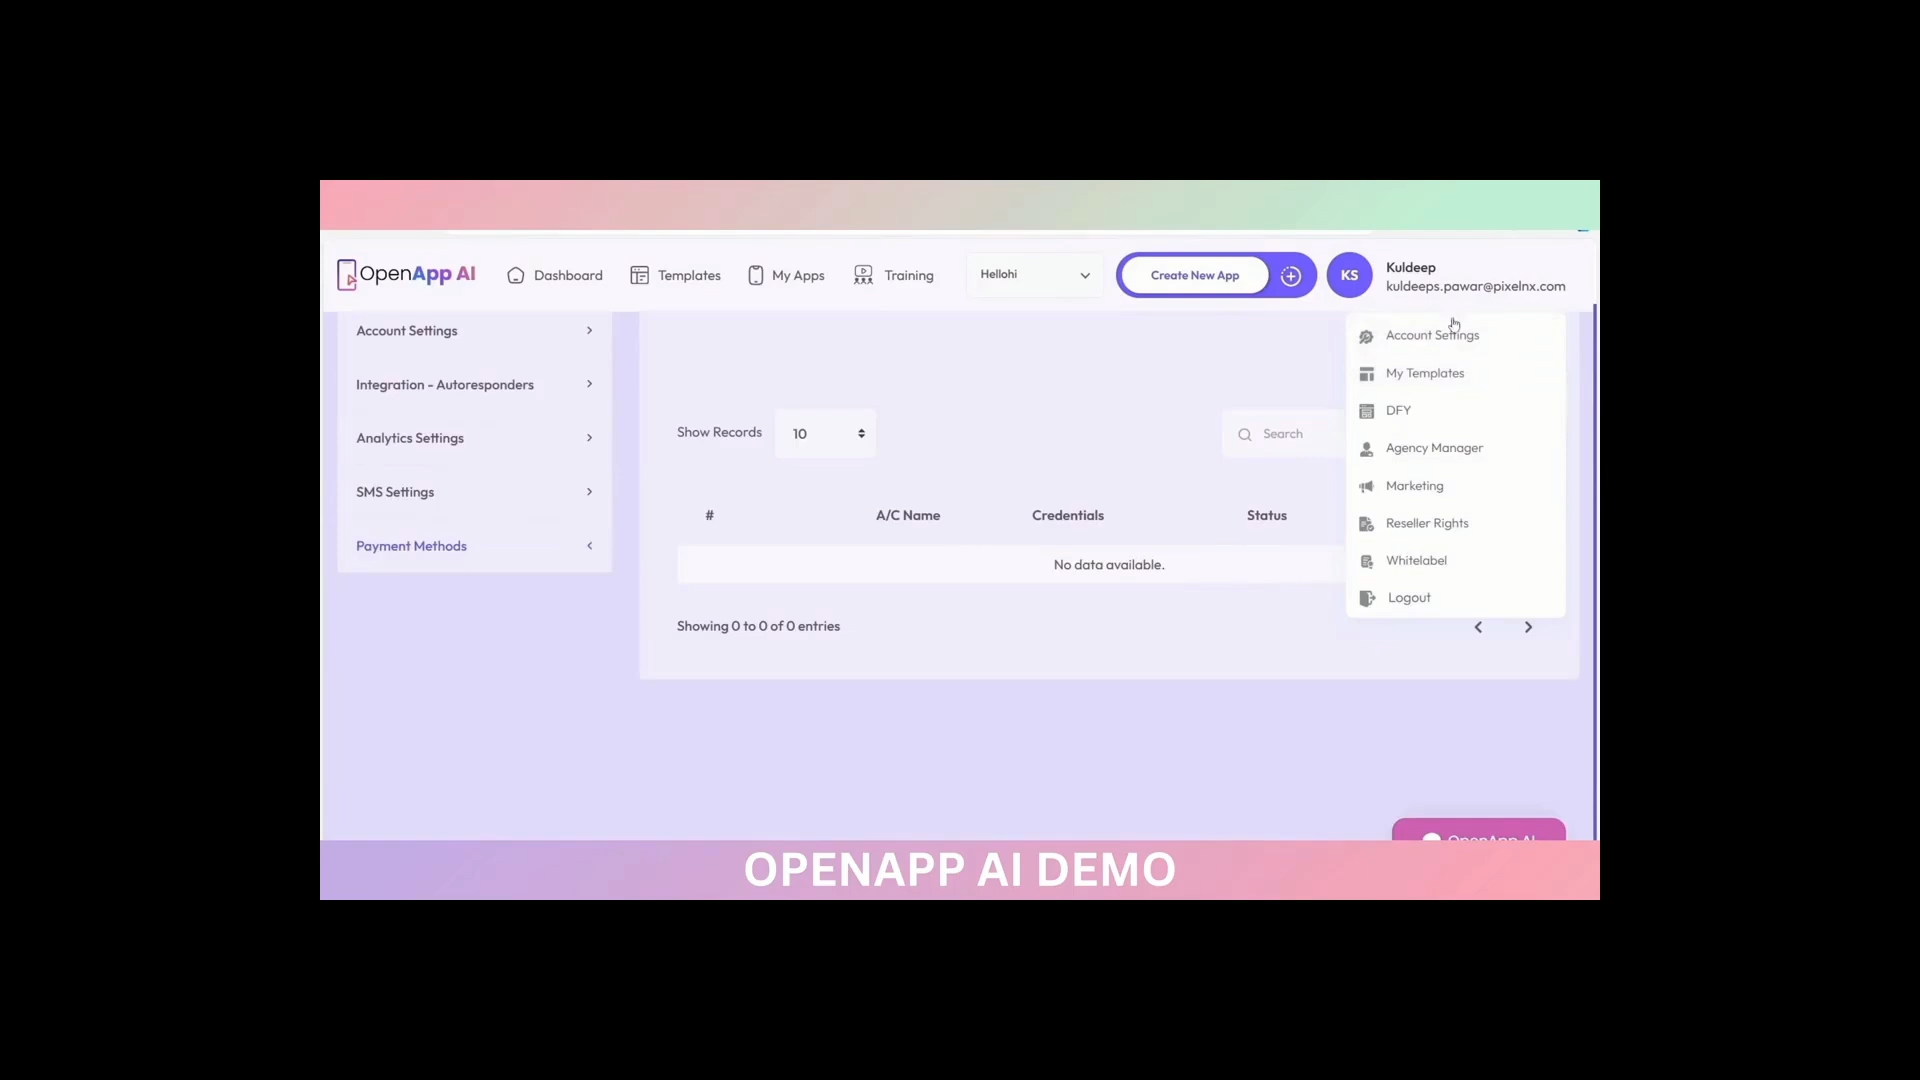 OpenApp AI
Dashboard
Templates
My Apps
Training
Hellohi
Create New App
KS
Kuldeep
kuldeeps.pawar@pixelnx.com
Account Settings
Integration - Autoresponders
Analytics Settings
SMS Settings
Payment Methods
Show Records
10
Search
#
A/C Name
Credentials
Status
No data available.
Showing 0 to 0 of 0 entries
Account Settings
My Templates
DFY
Agency Manager
Marketing
Reseller Rights
Whitelabel
Logout
OpenApp AI
OPENAPP AI DEMO